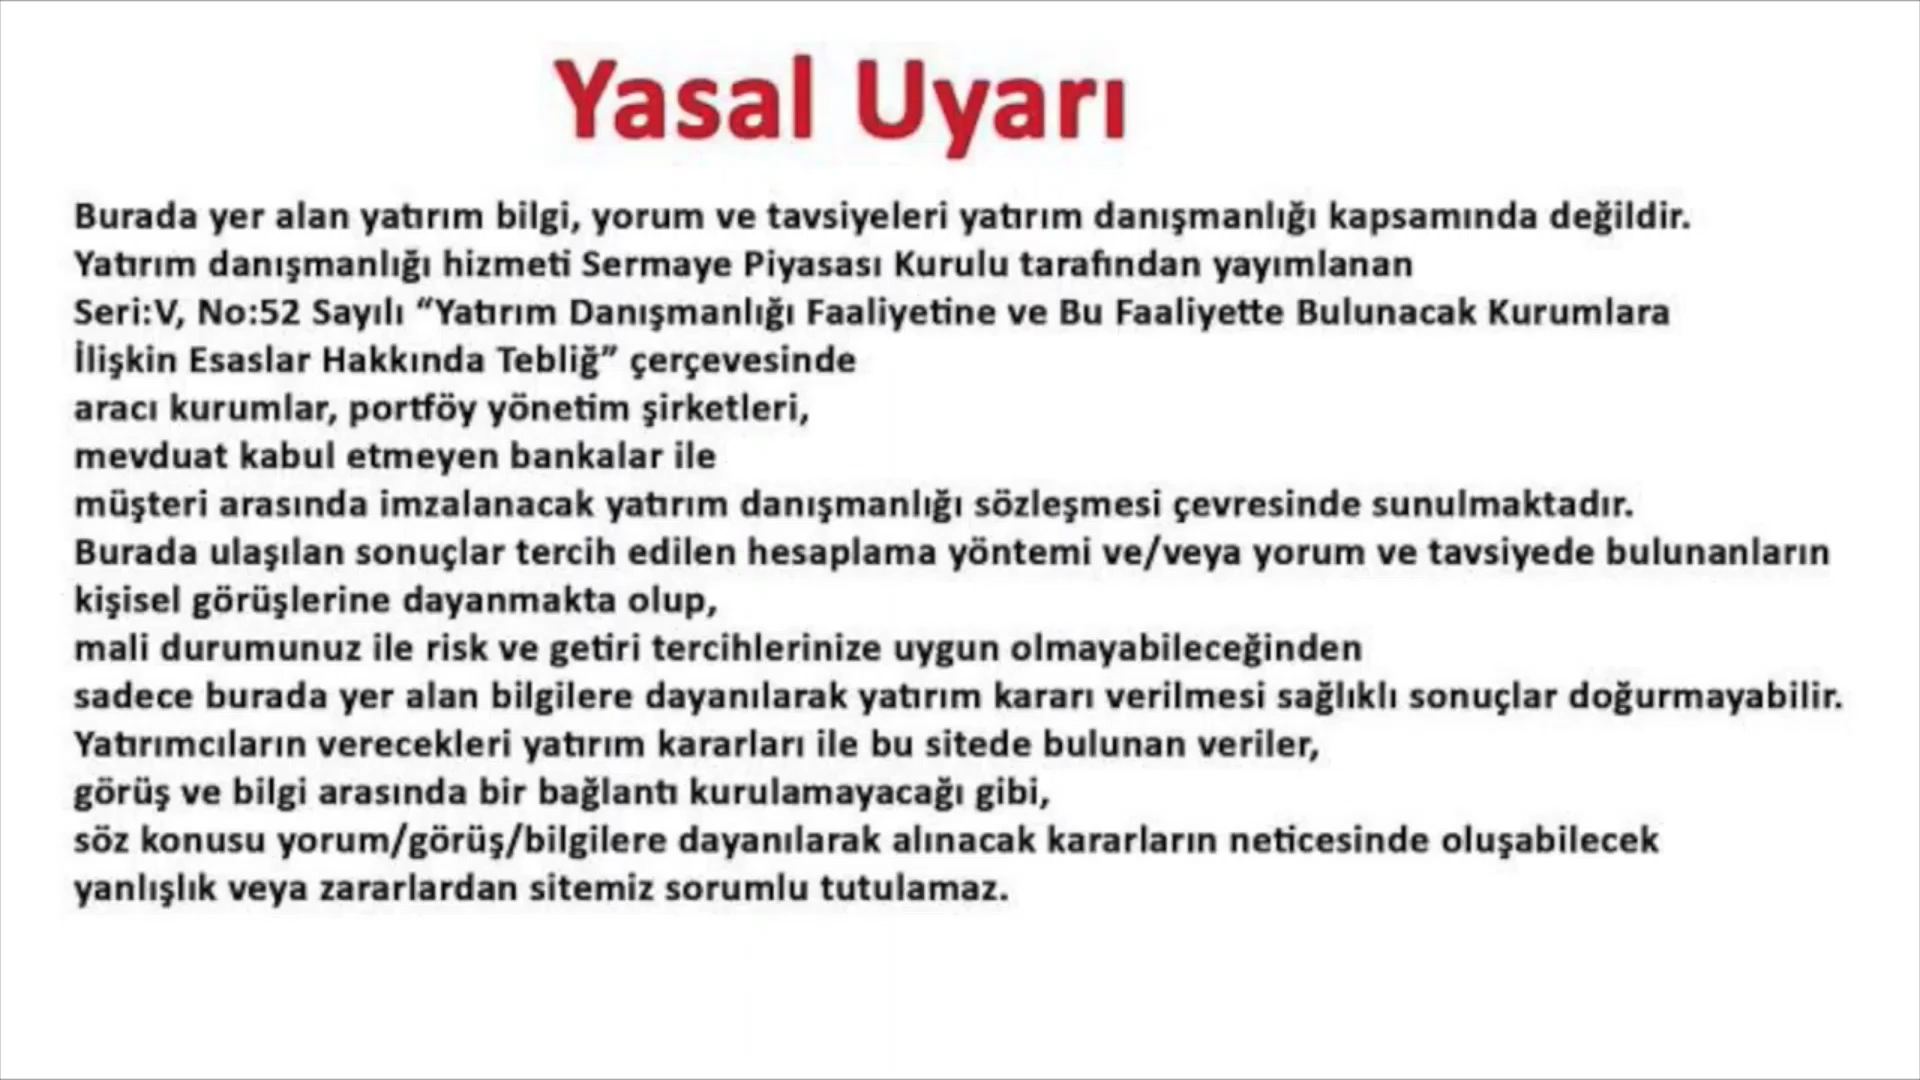 Yasal Uyarı
Burada yer alan yatırım bilgi, yorum ve tavsiyeleri yatırım danışmanlığı kapsamında değildir.
Yatırım danışmanlığı hizmeti Sermaye Piyasası Kurulu tarafından yayımlanan
Seri:V, No:52 Sayılı “Yatırım Danışmanlığı Faaliyetine ve Bu Faaliyette Bulunacak Kurumlara
İlişkin Esaslar Hakkında Tebliğ” çerçevesinde
aracı kurumlar, portföy yönetim şirketleri,
mevduat kabul etmeyen bankalar ile
müşteri arasında imzalanacak yatırım danışmanlığı sözleşmesi çevresinde sunulmaktadır.
Burada ulaşılan sonuçlar tercih edilen hesaplama yöntemi ve/veya yorum ve tavsiyede bulunanların
kişisel görüşlerine dayanmakta olup,
mali durumunuz ile risk ve getiri tercihlerinize uygun olmayabileceğinden
sadece burada yer alan bilgilere dayanılarak yatırım kararı verilmesi sağlıklı sonuçlar doğurmayabilir.
Yatırımcıların verecekleri yatırım kararları ile bu sitede bulunan veriler,
görüş ve bilgi arasında bir bağlantı kurulamayacağı gibi,
söz konusu yorum/görüş/bilgilere dayanılarak alınacak kararların neticesinde oluşabilecek
yanlışlık veya zararlardan sitemiz sorumlu tutulamaz.